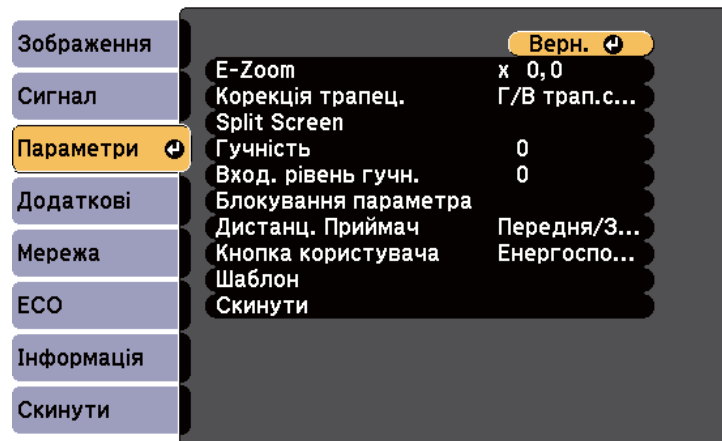 Зображення
Сигнал
Параметри
Додаткові
Мережа
ECO
Інформація
Скинути
Верн.
E-Zoom x 0,0
Корекція трапец. Г/В трап.с...
Split Screen
Гучність 0
Вход. рівень гучн. 0
Блокування параметра
Дистанц. Приймач Передня/З...
Кнопка користувача Енергоспо...
Шаблон
Скинути